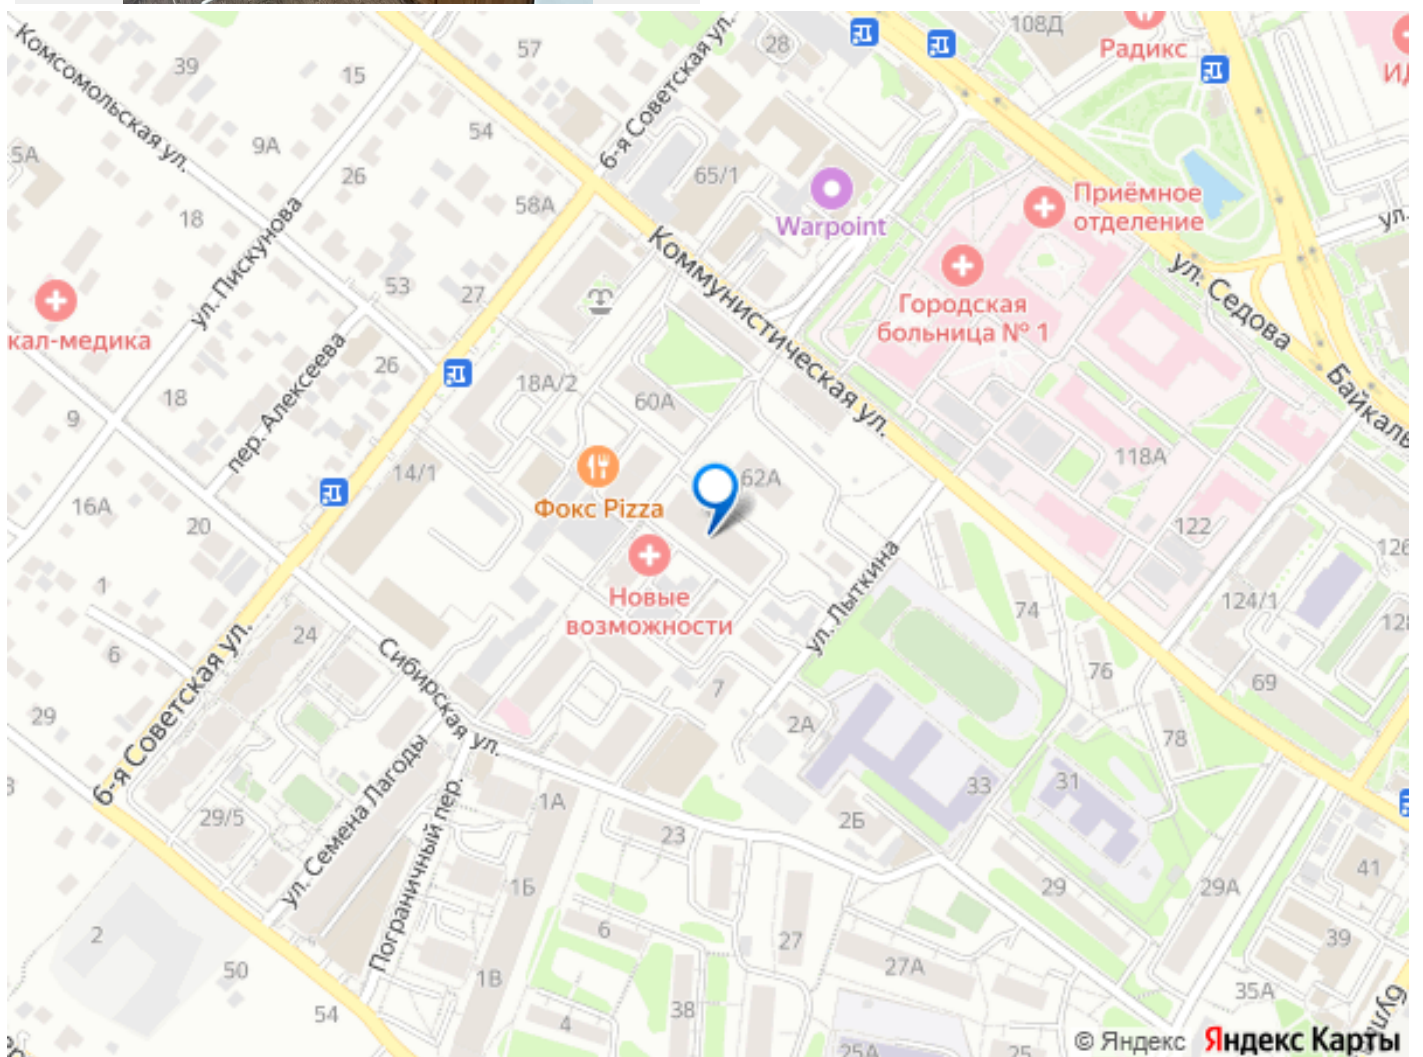 Комсомольская ул.
39
57
15
6-я Советская ул.
28
108Д
Радикс
5А
9А
54
26
65/1
18
58А
Warpoint
Приёмное
отделение
ул.
ул. Пискунова
Коммунистическая ул.
53
27
Городская
больница № 1
ул. Седова
кал-медика
пер. Алексеева
26
18А/2
60А
18
9
14/1
62А
118А
16А
Фокс Pizza
20
122
126
1
Новые
возможности
ул. Лыткина
74
124/1
128
24
6
6-я Советская ул.
Сибирская ул.
7
76
69
29
2А
78
33
31
29/5
ул. Семена Лагоды
Пограничный пер.
1А
23
2Б
41
1Б
29
29А
2
6
27
39
50
1В
27А
35А
54
4
38
25А
25
© Яндекс Яндекс Карты